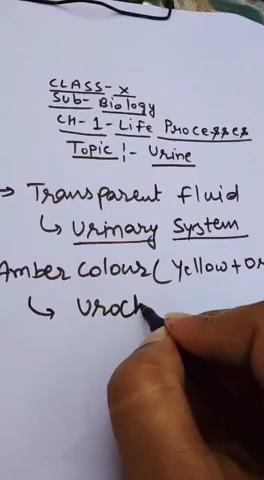 CLASS-X
Sub- Biology
CH-1-Life Processes
Topic :- Urine
→ Transparent fluid
↳ Urinary System
Amber colour (Yellow+or
↳ Uroch